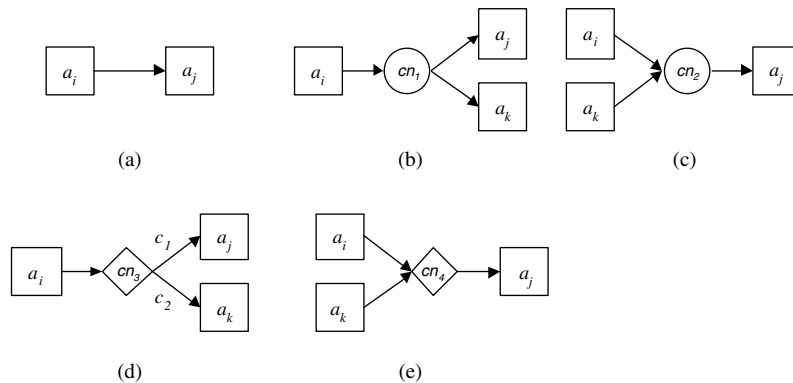 a_i a_j
(a)
a_i cn_1 a_j a_k
(b)
a_i a_k cn_2 a_j
(c)
a_i cn_3 c_1 c_2 a_j a_k
(d)
a_i a_k cn_4 a_j
(e)